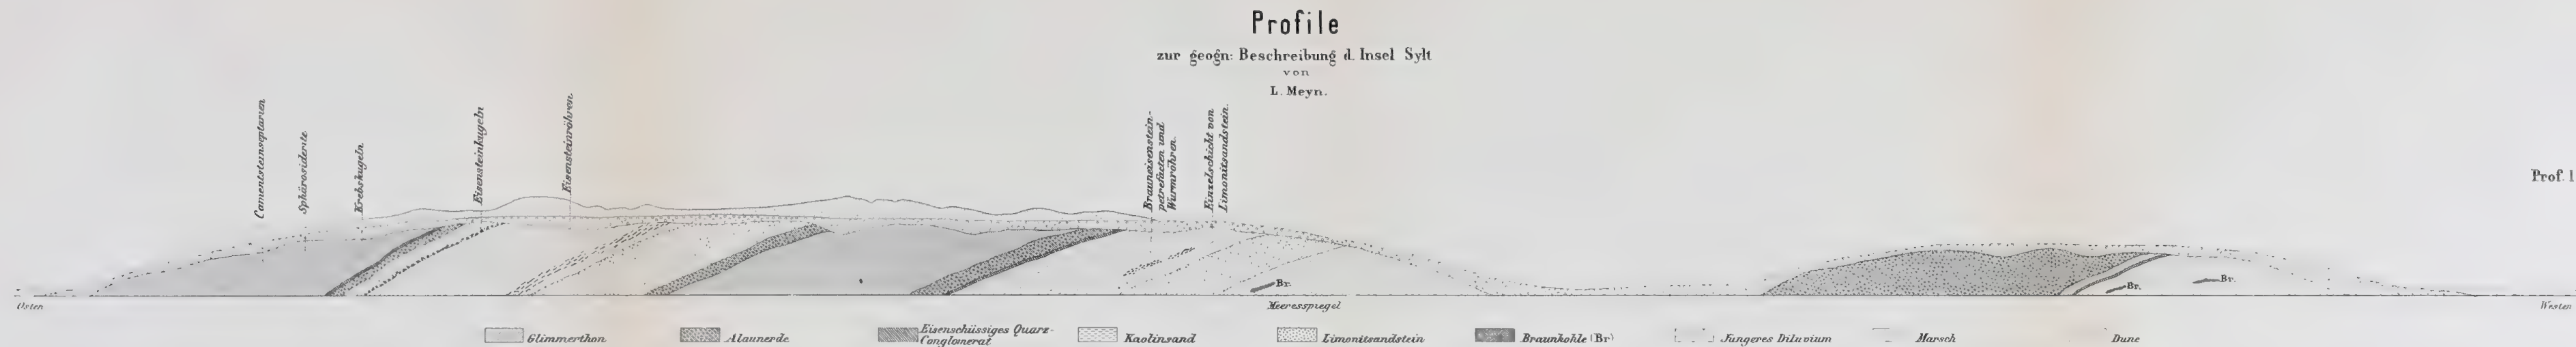 Profile
zur geogn: Beschreibung d. Insel Sylt
von
L. Meyn.
Camentsteinseptarien
Sphärosiderite
Krebskugeln.
Eisensteinkugeln
Eisensteinröhren.
Brauneisenstein-
petrefacten und
Wurmröhren.
Einzelschicht von
Limonitsandstein.
Prof. 1
Br.
Br.
Br.
Osten
Meeresspiegel
Westen
Glimmerthon
Alaunerde
Eisenschüssiges Quarz-
Conglomerat
Kaolinsand
Limonitsandstein
Braunkohle (Br)
Jüngeres Diluvium
Marsch
Dune